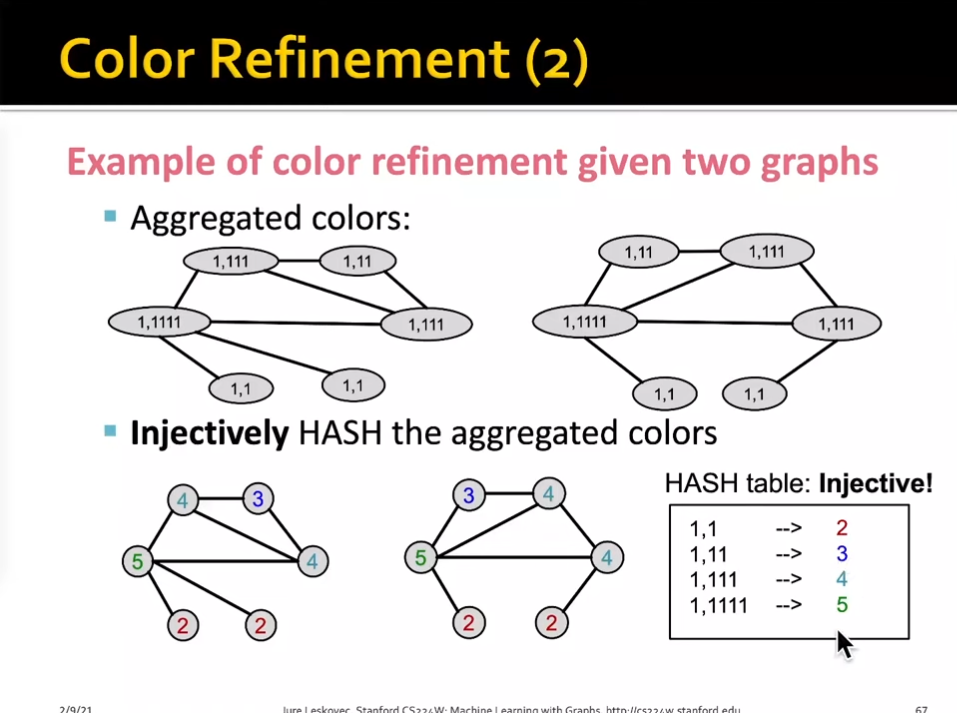 Color Refinement (2)
Example of color refinement given two graphs
Aggregated colors:
1,111 1,11
1,1111 1,111
1,1 1,1
1,11 1,111
1,1111 1,111
1,1 1,1
Injectively HASH the aggregated colors
4 3
5 4
2 2
3 4
5 4
2 2
HASH table: Injective!
1,1 --> 2
1,11 --> 3
1,111 --> 4
1,1111 --> 5
2/9/21
Jure Leskovec, Stanford CS224W: Machine Learning with Graphs, http://cs224w.stanford.edu
67